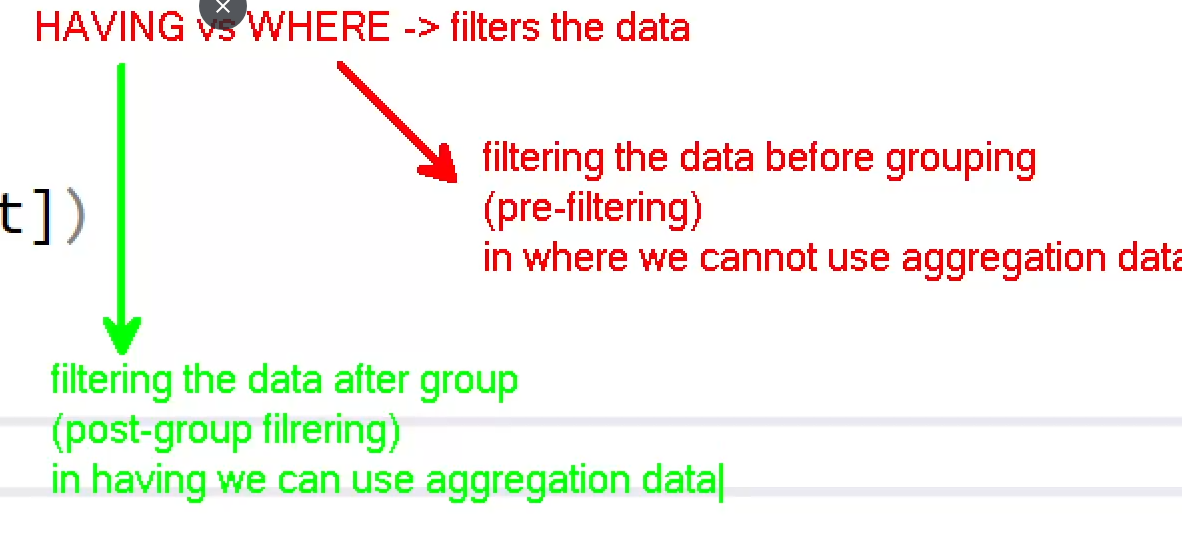 HAVING vs WHERE -> filters the data
filtering the data before grouping
(pre-filtering)
in where we cannot use aggregation data
t])
filtering the data after group
(post-group filrering)
in having we can use aggregation data